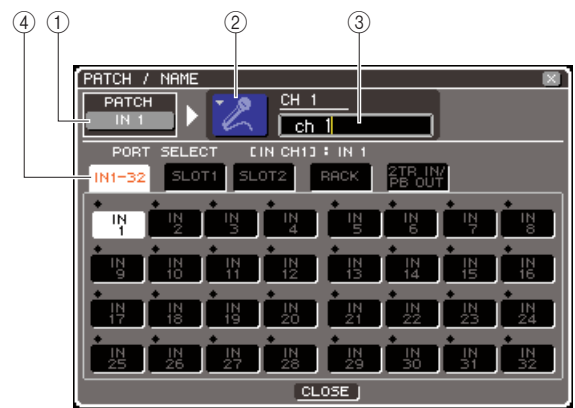 ④ ① ② ③
PATCH / NAME
PATCH
IN 1
CH 1
ch 1
PORT SELECT [IN CH1] : IN 1
IN1-32 SLOT1 SLOT2 RACK 2TR IN/
PB OUT
IN 1 IN 2 IN 3 IN 4 IN 5 IN 6 IN 7 IN 8
IN 9 IN 10 IN 11 IN 12 IN 13 IN 14 IN 15 IN 16
IN 17 IN 18 IN 19 IN 20 IN 21 IN 22 IN 23 IN 24
IN 25 IN 26 IN 27 IN 28 IN 29 IN 30 IN 31 IN 32
CLOSE